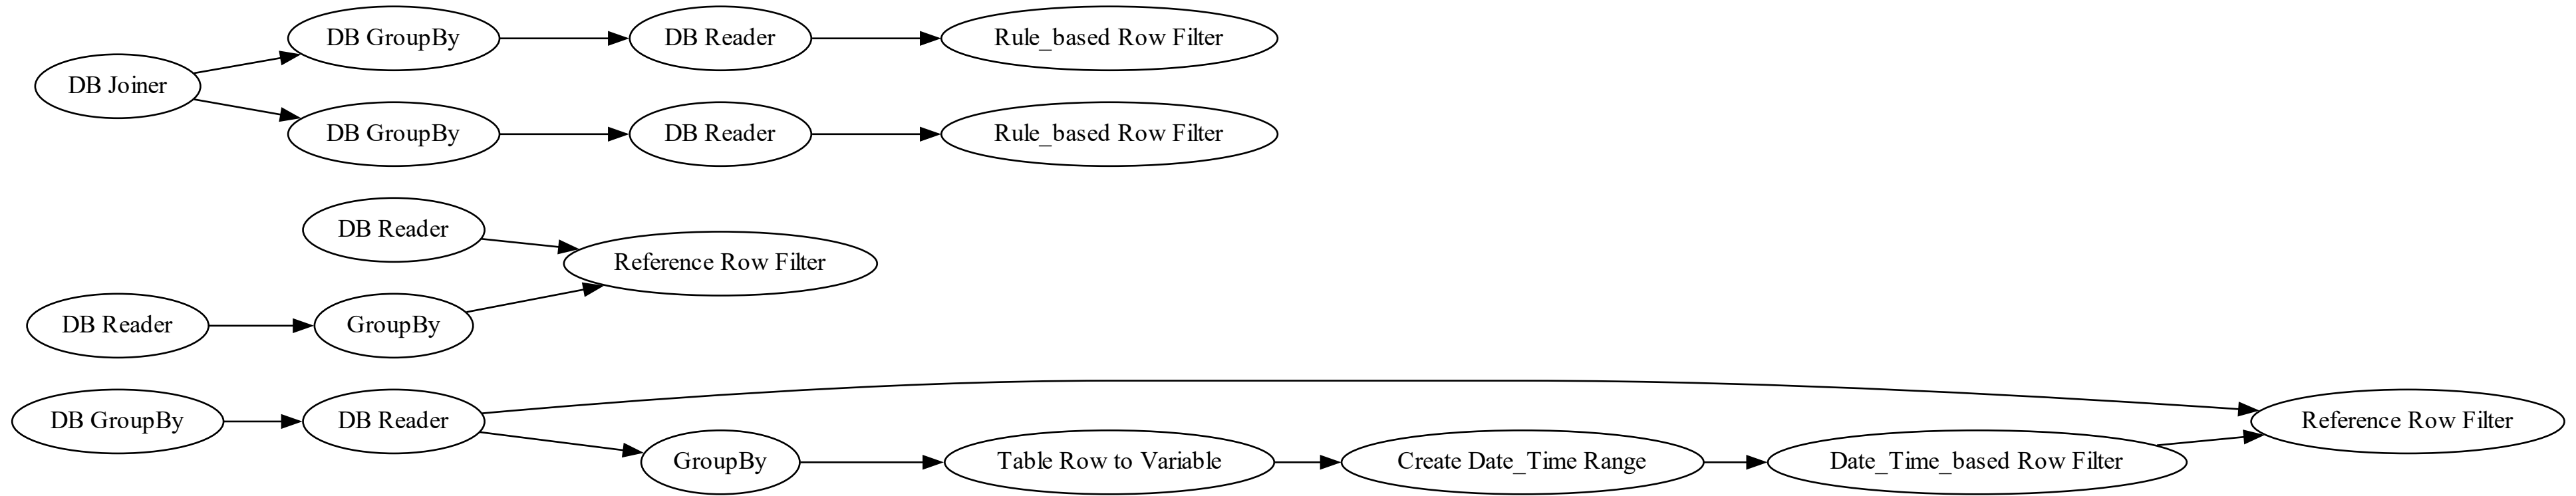 DB GroupBy
DB Reader
Rule_based Row Filter
DB Joiner
DB GroupBy
DB Reader
Rule_based Row Filter
DB Reader
Reference Row Filter
DB Reader
GroupBy
DB GroupBy
DB Reader
Reference Row Filter
GroupBy
Table Row to Variable
Create Date_Time Range
Date_Time_based Row Filter